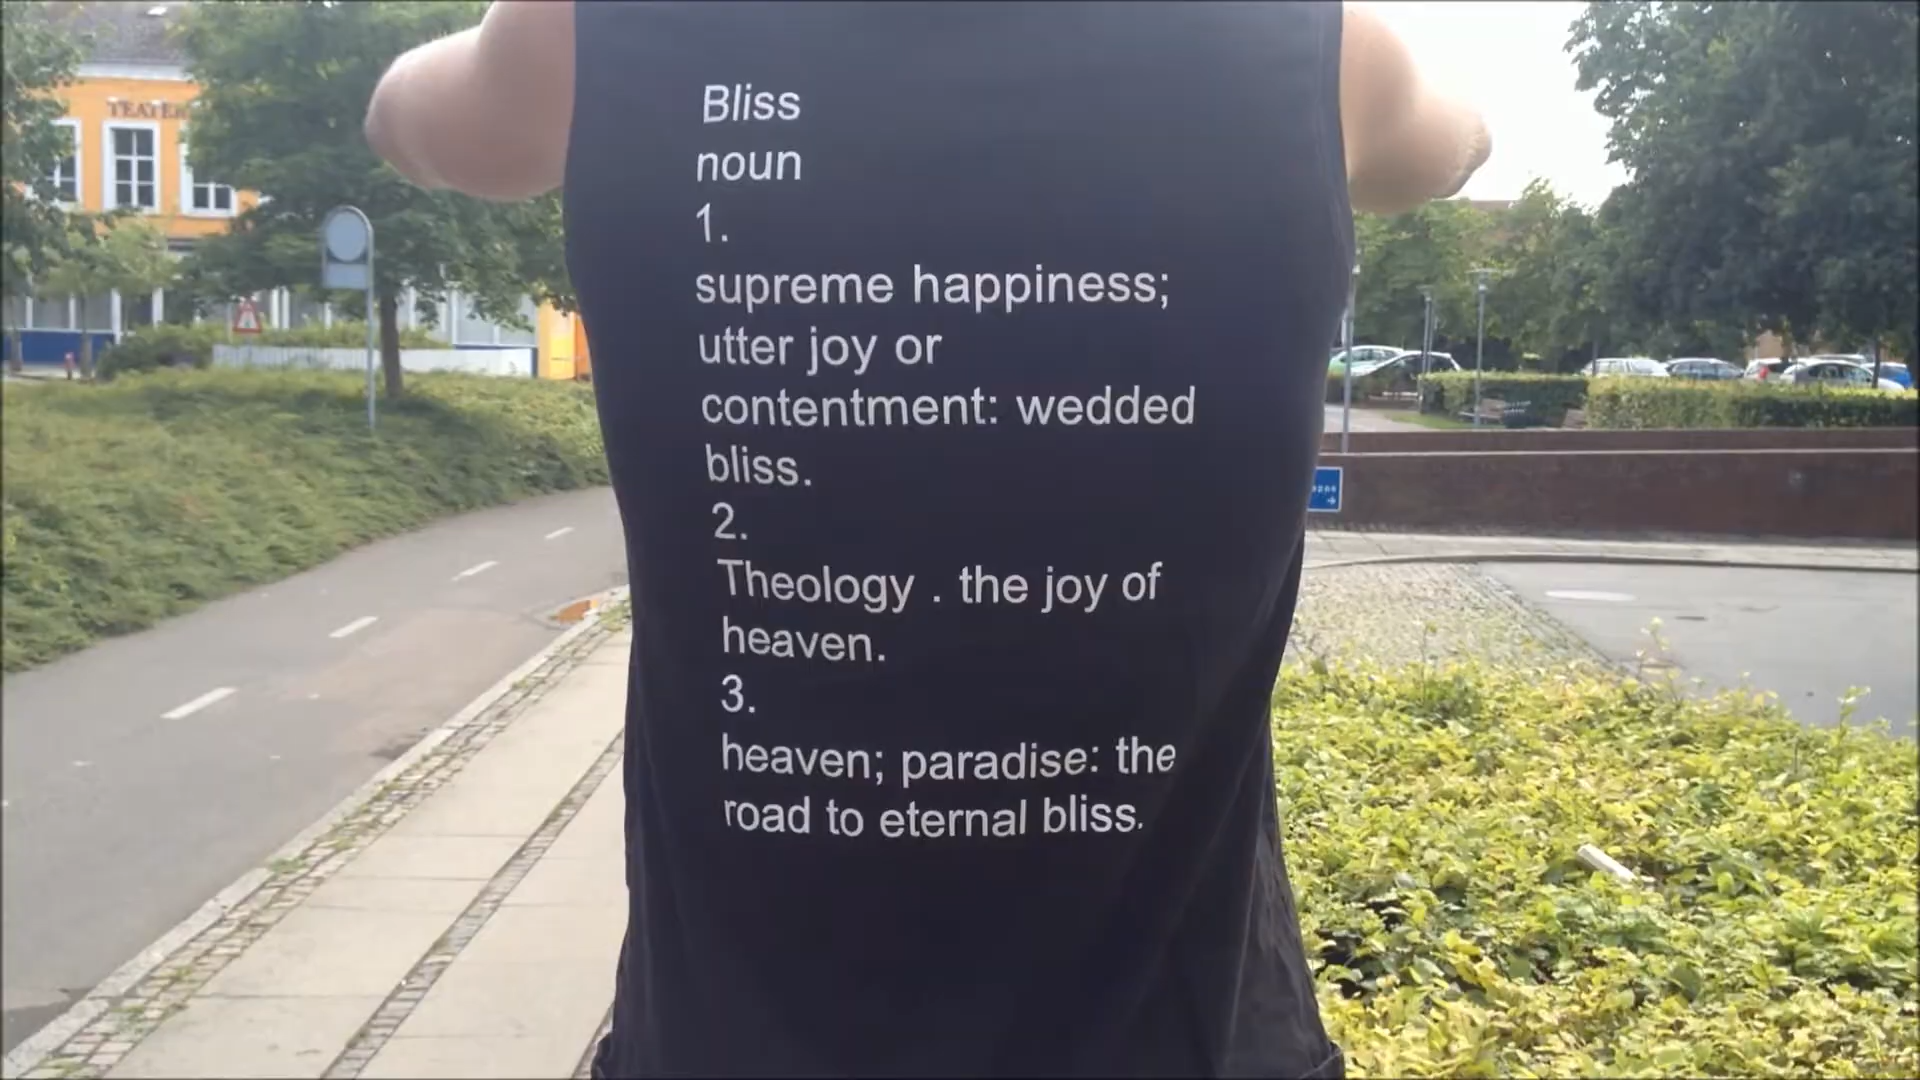 TEATER
Bliss
noun
1.
supreme happiness;
utter joy or
contentment: wedded
bliss.
2.
Theology . the joy of
heaven.
3.
heaven; paradise: the
road to eternal bliss.